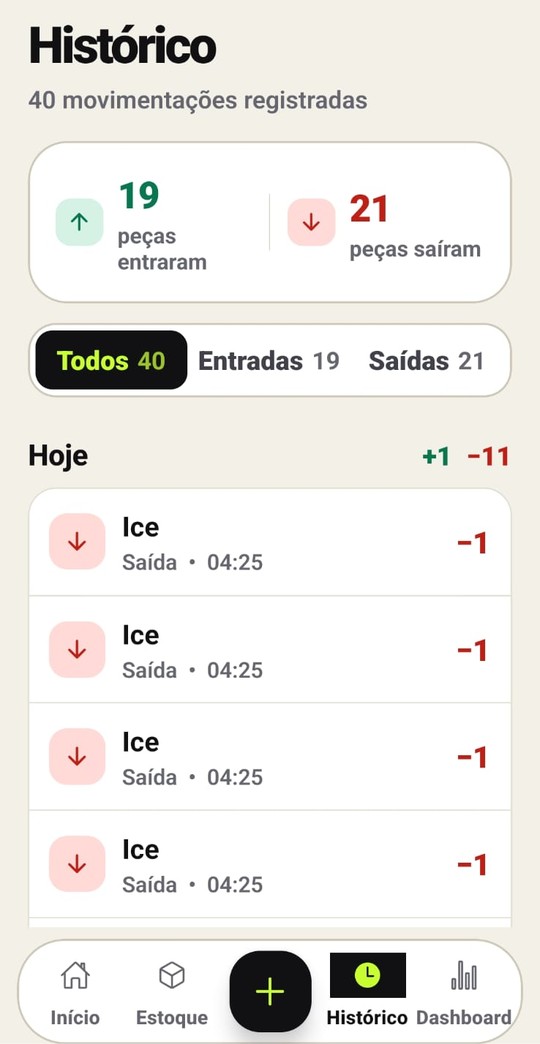 Histórico
40 movimentações registradas
19
peças
entraram
21
peças saíram
Todos 40 Entradas 19 Saídas 21
Hoje +1 −11
Ice
Saída • 04:25
−1
Ice
Saída • 04:25
−1
Ice
Saída • 04:25
−1
Ice
Saída • 04:25
−1
Início Estoque Histórico Dashboard